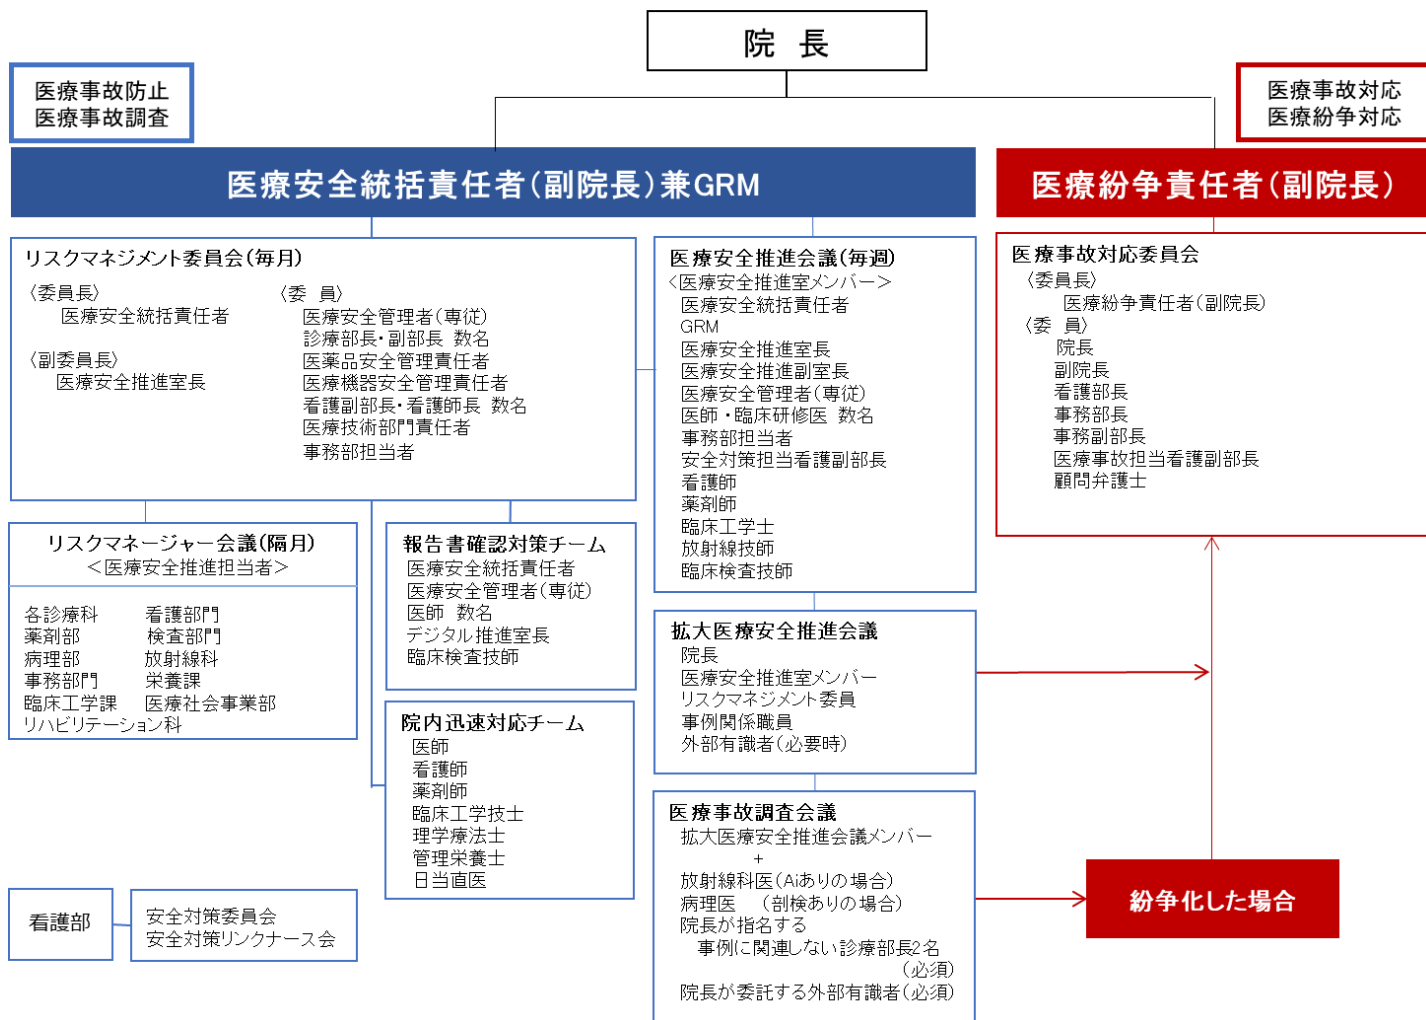 院 長
医療事故防止
医療事故調査
医療事故対応
医療紛争対応
医療安全統括責任者(副院長)兼GRM
医療紛争責任者(副院長)
リスクマネジメント委員会(毎月)
〈委員長〉
医療安全統括責任者
〈副委員長〉
医療安全推進室長
〈委 員〉
医療安全管理者(専従)
診療部長・副部長 数名
医薬品安全管理責任者
医療機器安全管理責任者
看護副部長・看護師長 数名
医療技術部門責任者
事務部担当者
医療安全推進会議(毎週)
<医療安全推進室メンバー>
医療安全統括責任者
GRM
医療安全推進室長
医療安全推進副室長
医療安全管理者(専従)
医師・臨床研修医 数名
事務部担当者
安全対策担当看護副部長
看護師
薬剤師
臨床工学士
放射線技師
臨床検査技師
医療事故対応委員会
〈委員長〉
医療紛争責任者(副院長)
〈委 員〉
院長
副院長
看護部長
事務部長
事務副部長
医療事故担当看護副部長
顧問弁護士
リスクマネージャー会議(隔月)
<医療安全推進担当者>
各診療科 看護部門
薬剤部 検査部門
病理部 放射線科
事務部門 栄養課
臨床工学課 医療社会事業部
リハビリテーション科
報告書確認対策チーム
医療安全統括責任者
医療安全管理者(専従)
医師 数名
デジタル推進室長
臨床検査技師
院内迅速対応チーム
医師
看護師
薬剤師
臨床工学技士
理学療法士
管理栄養士
日当直医
拡大医療安全推進会議
院長
医療安全推進室メンバー
リスクマネジメント委員
事例関係職員
外部有識者(必要時)
医療事故調査会議
拡大医療安全推進会議メンバー
+
放射線科医(Aiありの場合)
病理医 (剖検ありの場合)
院長が指名する
事例に関連しない診療部長2名
(必須)
院長が委託する外部有識者(必須)
紛争化した場合
看護部
安全対策委員会
安全対策リンクナース会